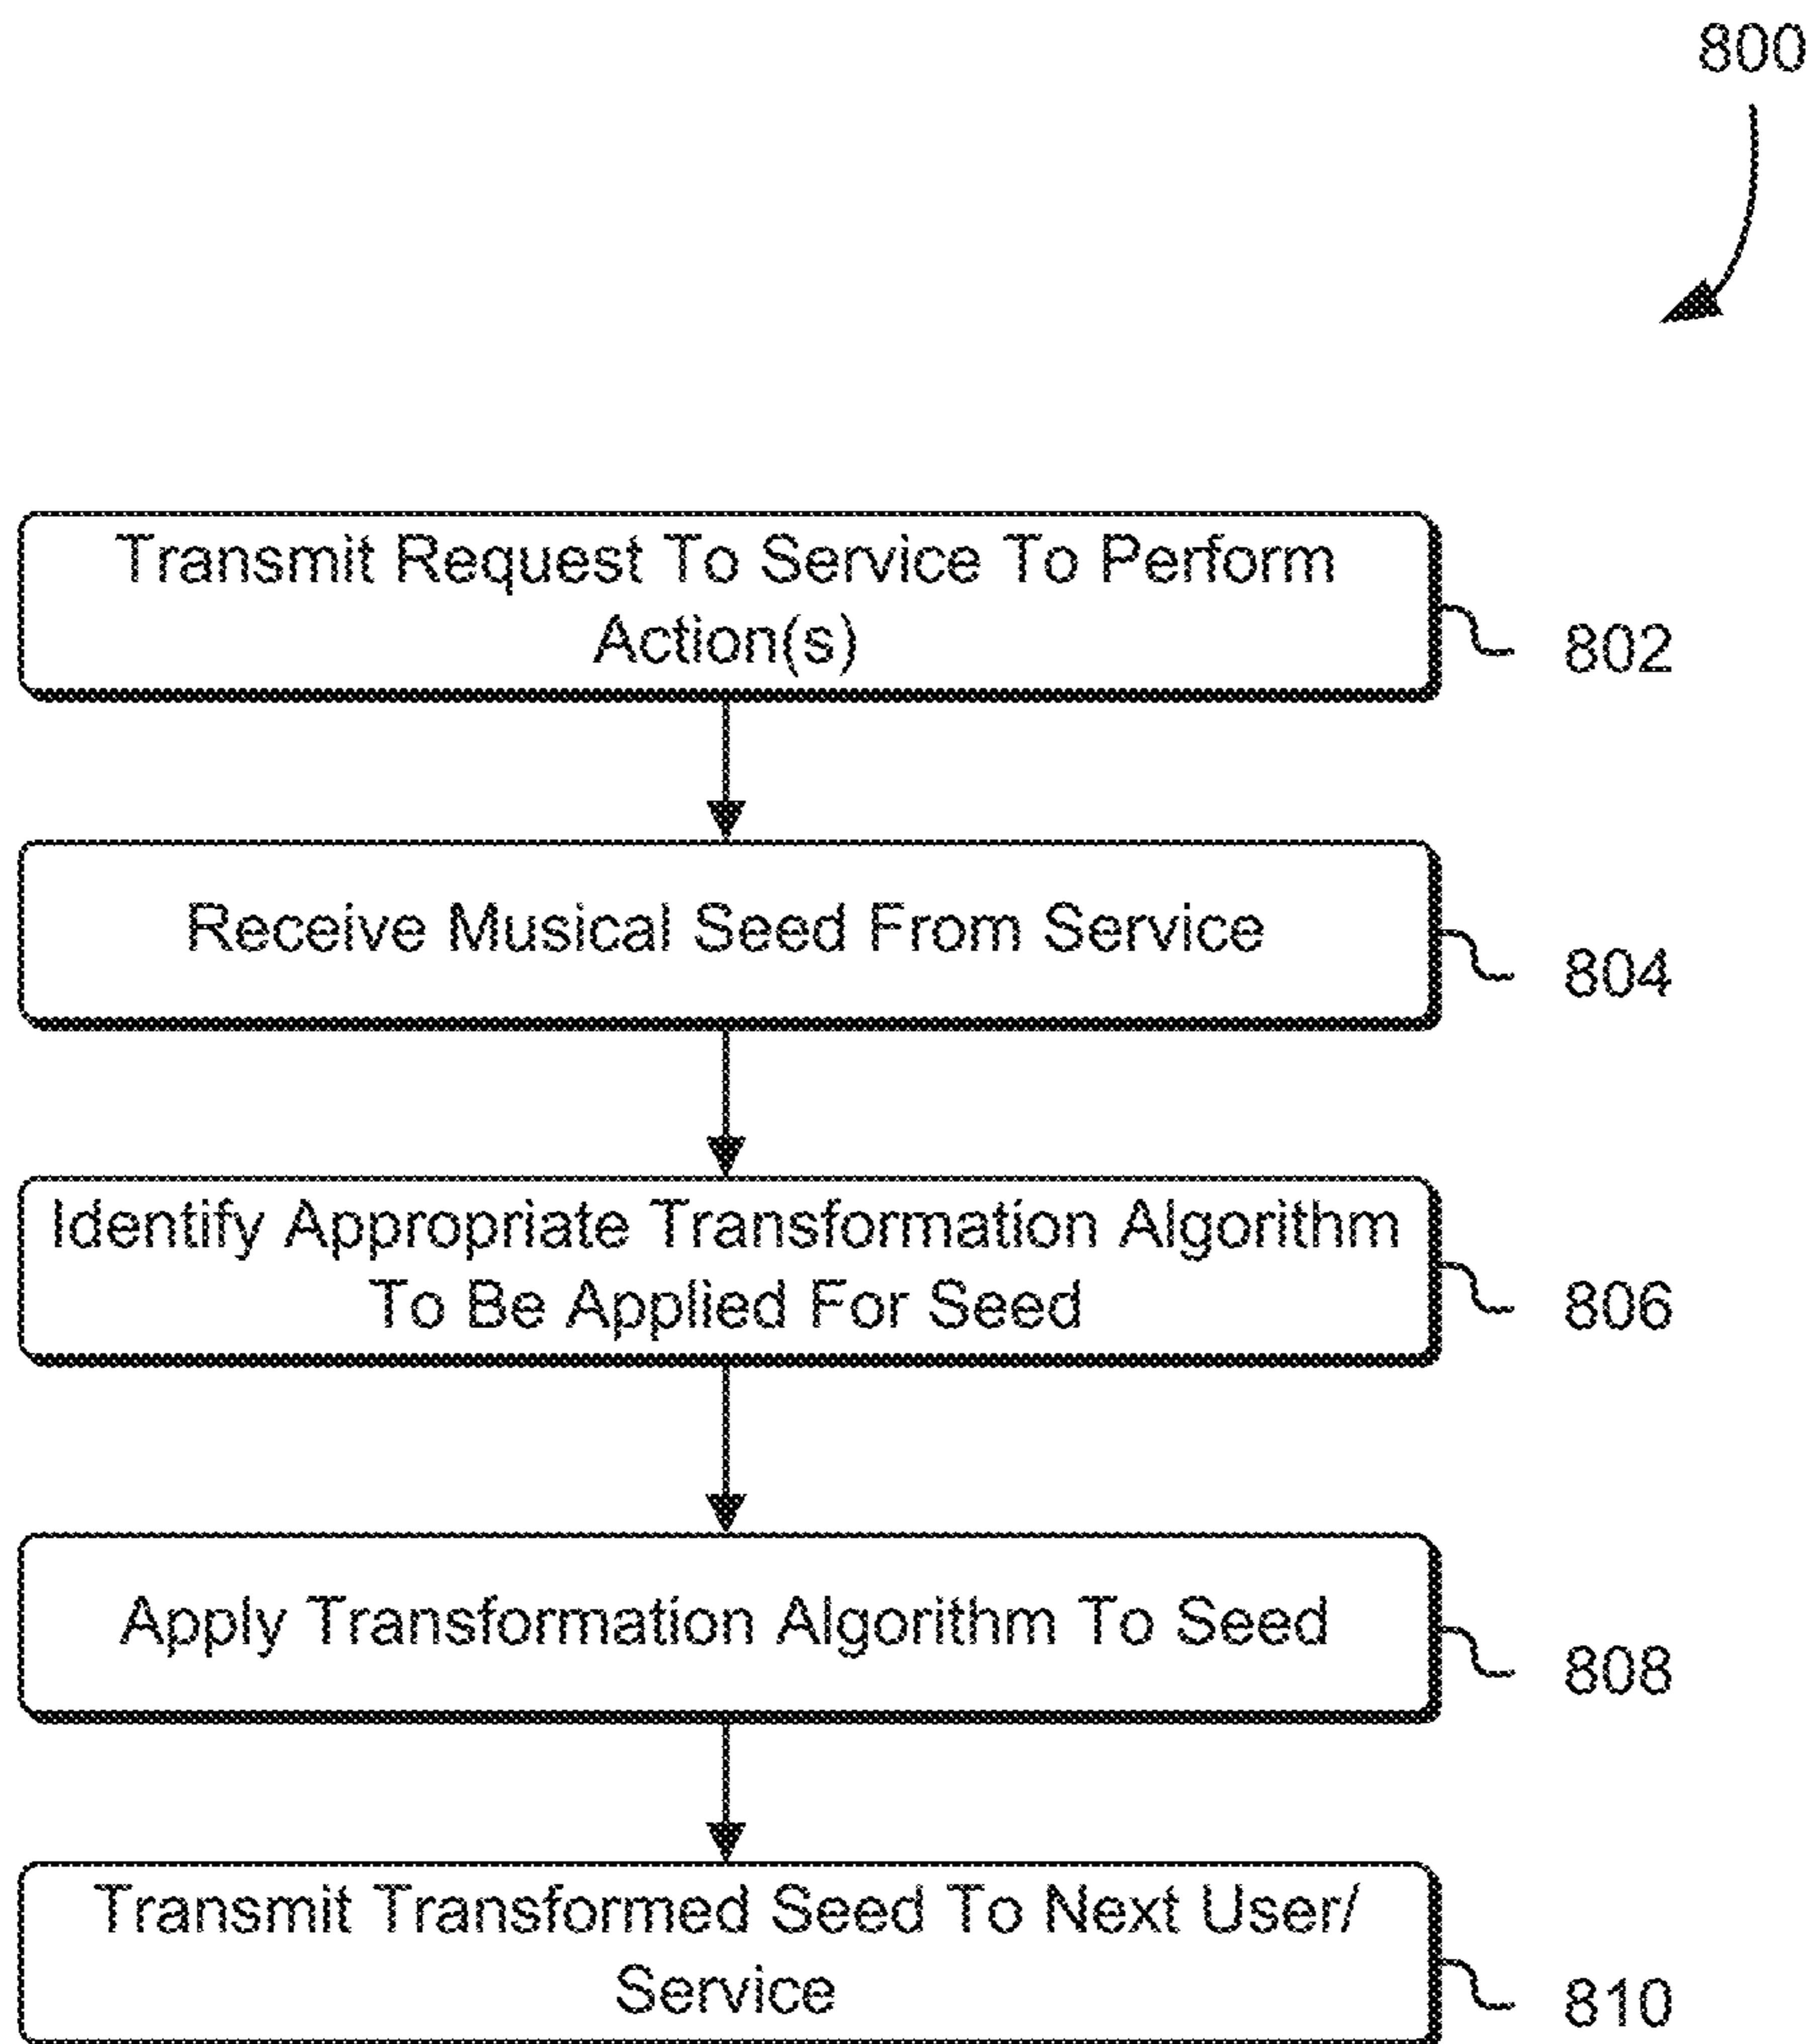 800
Transmit Request To Service To Perform
Action(s)
802
Receive Musical Seed From Service
804
Identify Appropriate Transformation Algorithm
To Be Applied For Seed
806
Apply Transformation Algorithm To Seed
808
Transmit Transformed Seed To Next User/
Service
810